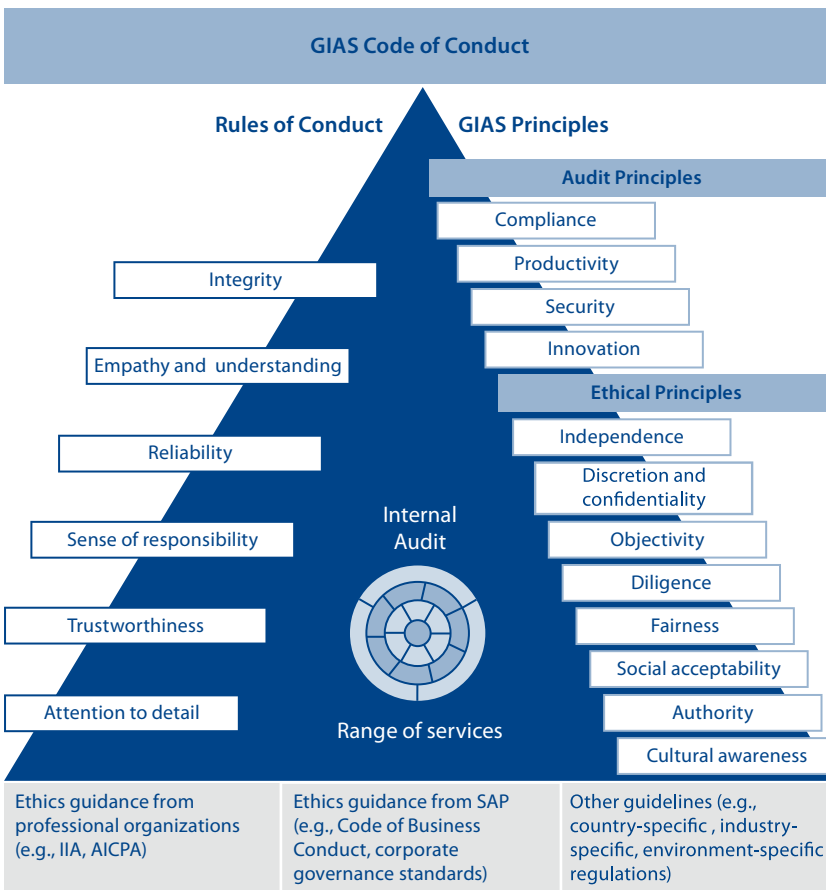 GIAS Code of Conduct
Rules of Conduct
GIAS Principles
Audit Principles
Compliance
Productivity
Security
Innovation
Ethical Principles
Independence
Discretion and
confidentiality
Objectivity
Diligence
Fairness
Social acceptability
Authority
Cultural awareness
Integrity
Empathy and understanding
Reliability
Sense of responsibility
Trustworthiness
Attention to detail
Internal
Audit
Range of services
Ethics guidance from
professional organizations
(e.g., IIA, AICPA)
Ethics guidance from SAP
(e.g., Code of Business
Conduct, corporate
governance standards)
Other guidelines (e.g.,
country-specific , industry-
specific, environment-specific
regulations)